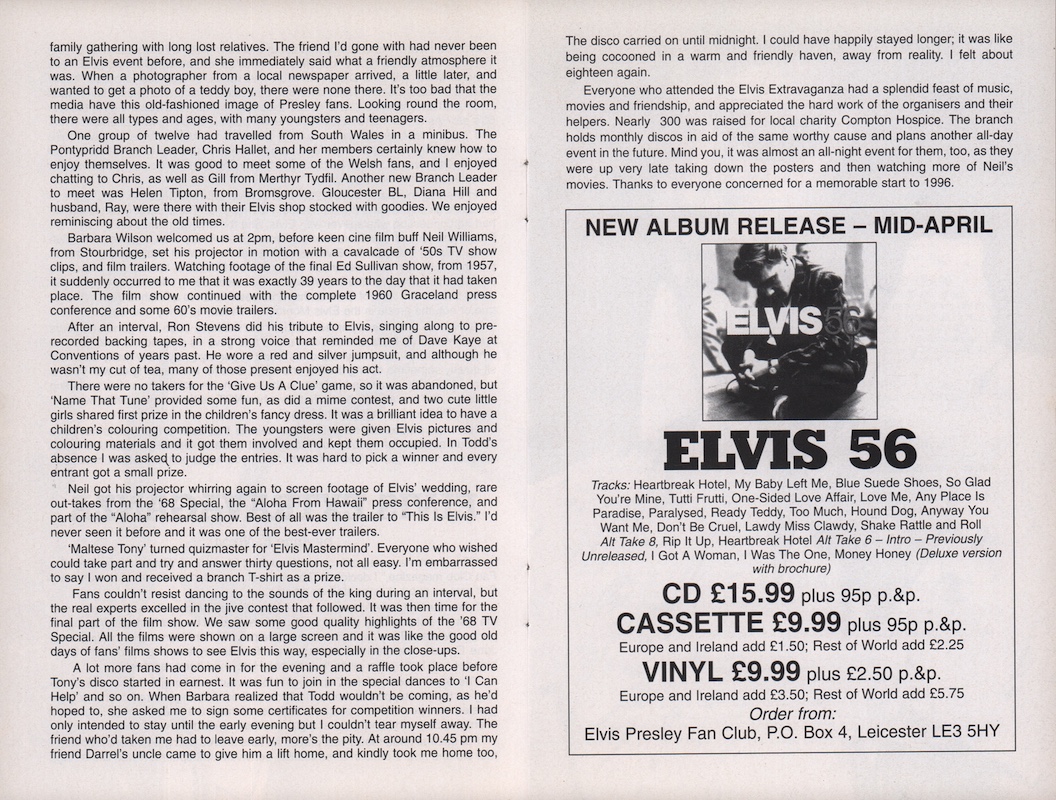 family gathering with long lost relatives. The friend I'd gone with had never been
to an Elvis event before, and she immediately said what a friendly atmosphere it
was. When a photographer from a local newspaper arrived, a little later, and
wanted to get a photo of a teddy boy, there were none there. It's too bad that the
media have this old-fashioned image of Presley fans. Looking round the room,
there were all types and ages, with many youngsters and teenagers.
One group of twelve had travelled from South Wales in a minibus. The
Pontypridd Branch Leader, Chris Hallet, and her members certainly knew how to
enjoy themselves. It was good to meet some of the Welsh fans, and I enjoyed
chatting to Chris, as well as Gill from Merthyr Tydfil. Another new Branch Leader
to meet was Helen Tipton, from Bromsgrove. Gloucester BL, Diana Hill and
husband, Ray, were there with their Elvis shop stocked with goodies. We enjoyed
reminiscing about the old times.
Barbara Wilson welcomed us at 2pm, before keen cine film buff Neil Williams,
from Stourbridge, set his projector in motion with a cavalcade of '50s TV show
clips, and film trailers. Watching footage of the final Ed Sullivan show, from 1957,
it suddenly occurred to me that it was exactly 39 years to the day that it had taken
place. The film show continued with the complete 1960 Graceland press
conference and some 60's movie trailers.
After an interval, Ron Stevens did his tribute to Elvis, singing along to pre-
recorded backing tapes, in a strong voice that reminded me of Dave Kaye at
Conventions of years past. He wore a red and silver jumpsuit, and although he
wasn't my cut of tea, many of those present enjoyed his act.
There were no takers for the 'Give Us A Clue' game, so it was abandoned, but
'Name That Tune' provided some fun, as did a mime contest, and two cute little
girls shared first prize in the children's fancy dress. It was a brilliant idea to have a
children's colouring competition. The youngsters were given Elvis pictures and
colouring materials and it got them involved and kept them occupied. In Todd's
absence I was asked to judge the entries. It was hard to pick a winner and every
entrant got a small prize.
Neil got his projector whirring again to screen footage of Elvis' wedding, rare
out-takes from the '68 Special, the "Aloha From Hawaii" press conference, and
part of the "Aloha" rehearsal show. Best of all was the trailer to "This Is Elvis." I'd
never seen it before and it was one of the best-ever trailers.
'Maltese Tony' turned quizmaster for 'Elvis Mastermind'. Everyone who wished
could take part and try and answer thirty questions, not all easy. I'm embarrassed
to say I won and received a branch T-shirt as a prize.
Fans couldn't resist dancing to the sounds of the king during an interval, but
the real experts excelled in the jive contest that followed. It was then time for the
final part of the film show. We saw some good quality highlights of the '68 TV
Special. All the films were shown on a large screen and it was like the good old
days of fans' films shows to see Elvis this way, especially in the close-ups.
A lot more fans had come in for the evening and a raffle took place before
Tony's disco started in earnest. It was fun to join in the special dances to 'I Can
Help' and so on. When Barbara realized that Todd wouldn't be coming, as he'd
hoped to, she asked me to sign some certificates for competition winners. I had
only intended to stay until the early evening but I couldn't tear myself away. The
friend who'd taken me had to leave early, more's the pity. At around 10.45 pm my
friend Darrel's uncle came to give him a lift home, and kindly took me home too,
The disco carried on until midnight. I could have happily stayed longer; it was like
being cocooned in a warm and friendly haven, away from reality. I felt about
eighteen again.
Everyone who attended the Elvis Extravaganza had a splendid feast of music,
movies and friendship, and appreciated the hard work of the organisers and their
helpers. Nearly 300 was raised for local charity Compton Hospice. The branch
holds monthly discos in aid of the same worthy cause and plans another all-day
event in the future. Mind you, it was almost an all-night event for them, too, as they
were up very late taking down the posters and then watching more of Neil's
movies. Thanks to everyone concerned for a memorable start to 1996.
NEW ALBUM RELEASE – MID-APRIL
ELVIS 56
ELVIS 56
Tracks: Heartbreak Hotel, My Baby Left Me, Blue Suede Shoes, So Glad
You're Mine, Tutti Frutti, One-Sided Love Affair, Love Me, Any Place Is
Paradise, Paralysed, Ready Teddy, Too Much, Hound Dog, Anyway You
Want Me, Don't Be Cruel, Lawdy Miss Clawdy, Shake Rattle and Roll
Alt Take 8, Rip It Up, Heartbreak Hotel Alt Take 6 – Intro – Previously
Unreleased, I Got A Woman, I Was The One, Money Honey (Deluxe version
with brochure)
CD £15.99 plus 95p p.&p.
CASSETTE £9.99 plus 95p p.&p.
Europe and Ireland add £1.50; Rest of World add £2.25
VINYL £9.99 plus £2.50 p.&p.
Europe and Ireland add £3.50; Rest of World add £5.75
Order from:
Elvis Presley Fan Club, P.O. Box 4, Leicester LE3 5HY